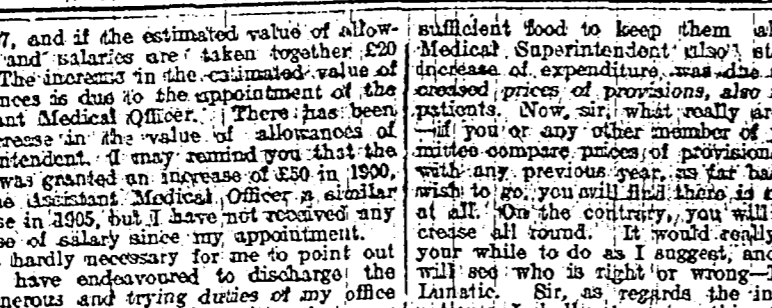 7, and if the estimated value of allow-
and salaries are taken together £20
The increase in the estimated value of
nces is due to the appointment of the
ant Medical Officer. There has been
crease in the value of allowances of
ntendent. I may remind you that the
was granted an increase of £50 in 1900,
he Assistant Medical Officer a similar
se in 1905, but I have not received any
se of salary since my appointment.
hardly necessary for me to point out
have endeavoured to discharge the
nerous and trying duties of my office
sufficient food to keep them al
Medical Superintendent also st
increase of expenditure was due
creased prices of provisions, also
patients. Now, sir, what really ar
—if you or any other member of
mittee compare prices of provision
with any previous year, as far ba
wish to go, you will find there is
at all. On the contrary, you will
crease all round. It would really
your while to do as I suggest, and
will see who is right or wrong—
Lunatic. Sir, as regards the in